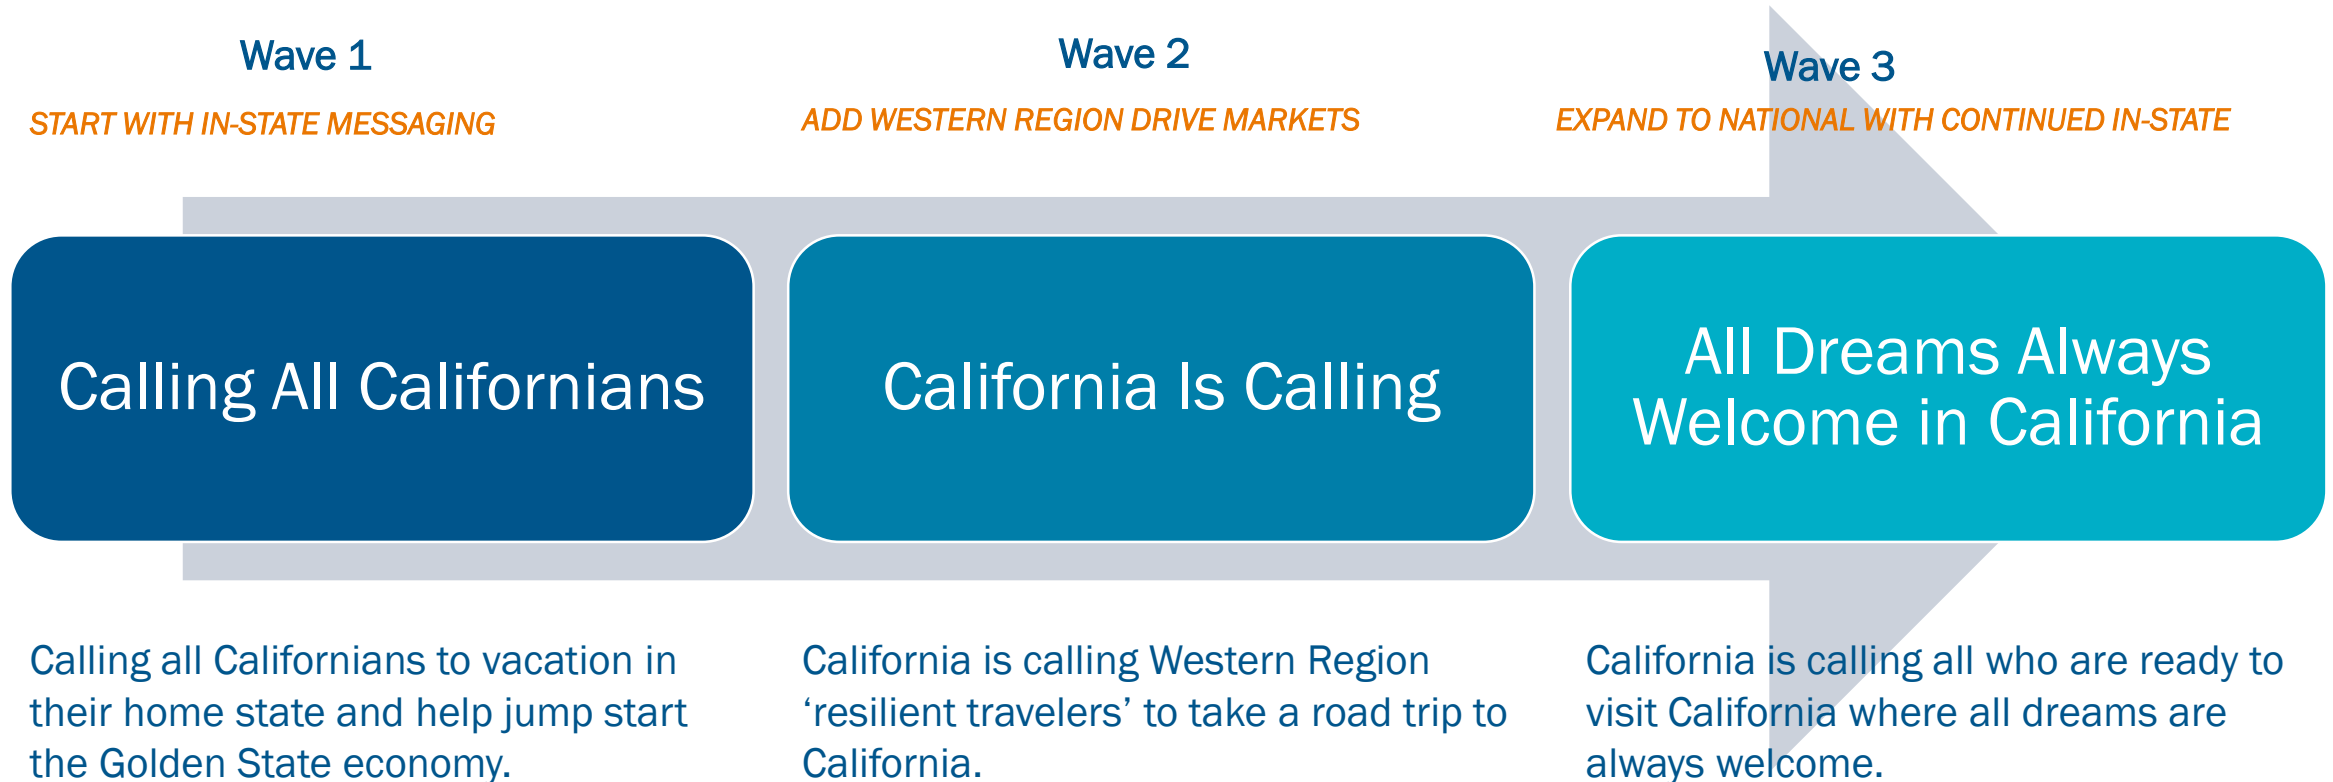 Wave 1
START WITH IN-STATE MESSAGING
Calling All Californians
Calling all Californians to vacation in
their home state and help jump start
the Golden State economy.
Wave 2
ADD WESTERN REGION DRIVE MARKETS
California Is Calling
California is calling Western Region
‘resilient travelers’ to take a road trip to
California.
Wave 3
EXPAND TO NATIONAL WITH CONTINUED IN-STATE
All Dreams Always
Welcome in California
California is calling all who are ready to
visit California where all dreams are
always welcome.